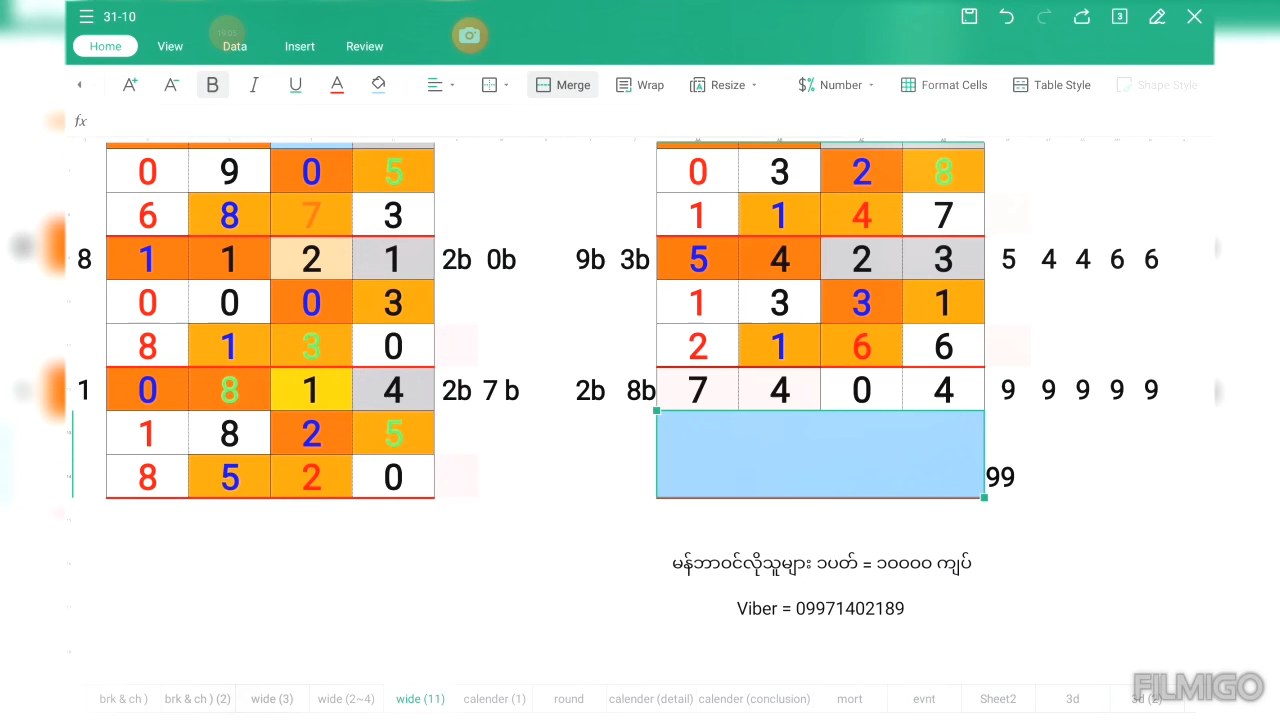 31-10
19:05
Home View Data Insert Review
A+ A- B I U A Merge Wrap Resize $% Number Format Cells Table Style Shape Style
fx
0 9 0 5 0 3 2 8
6 8 7 3 1 1 4 7
8 1 1 2 1 2b 0b 9b 3b 5 4 2 3 5 4 4 6 6
0 0 0 3 1 3 3 1
8 1 3 0 2 1 6 6
1 0 8 1 4 2b 7 b 2b 8b 7 4 0 4 9 9 9 9 9
1 8 2 5
8 5 2 0 99
မန်ဘာဝင်လိုသူများ ၁ပတ် = ၁၀၀၀၀ ကျပ်
Viber = 09971402189
brk & ch ) brk & ch ) (2) wide (3) wide (2~4) wide (11) calender (1) round calender (detail) calender (conclusion) mort evnt Sheet2 3d 3d (2)
FILMIGO